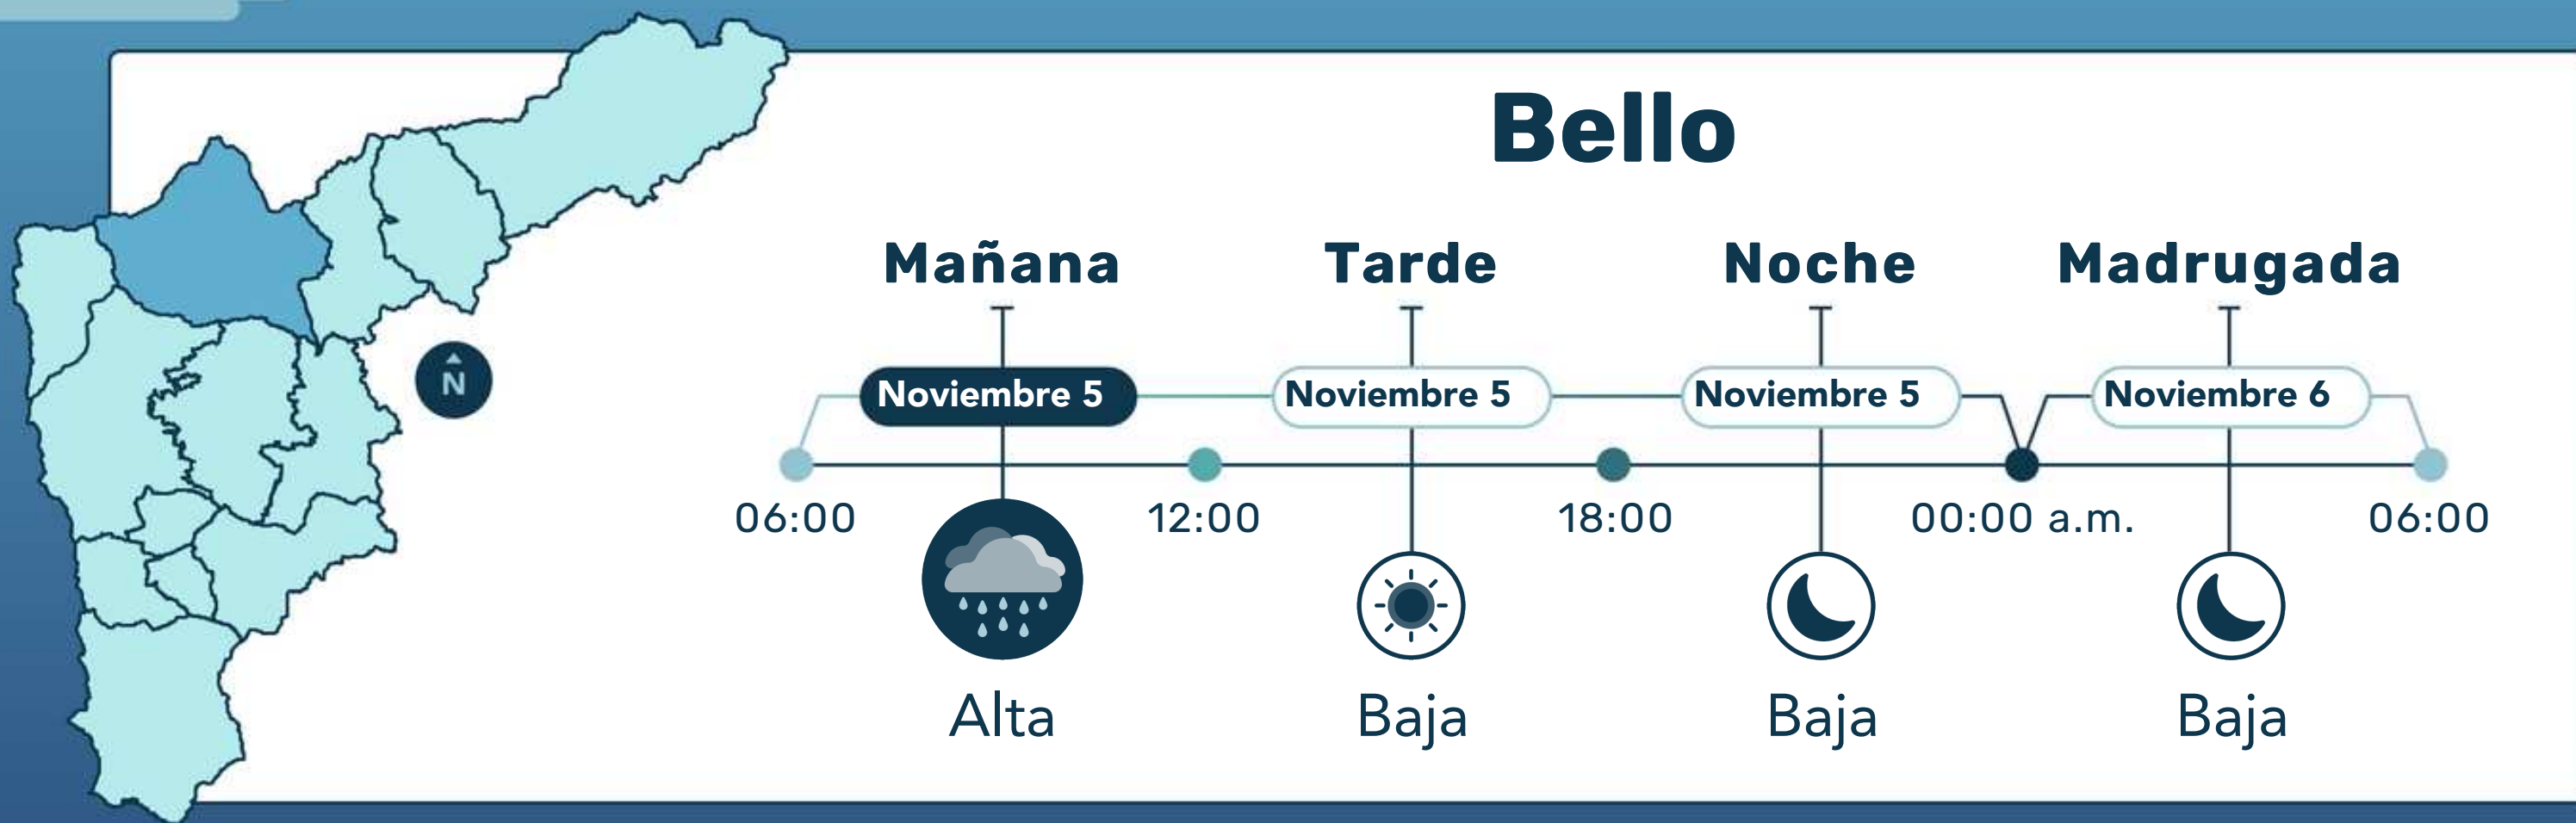 Bello
Mañana Tarde Noche Madrugada
Noviembre 5 Noviembre 5 Noviembre 5 Noviembre 6
N
06:00 12:00 18:00 00:00 a.m. 06:00
Alta Baja Baja Baja